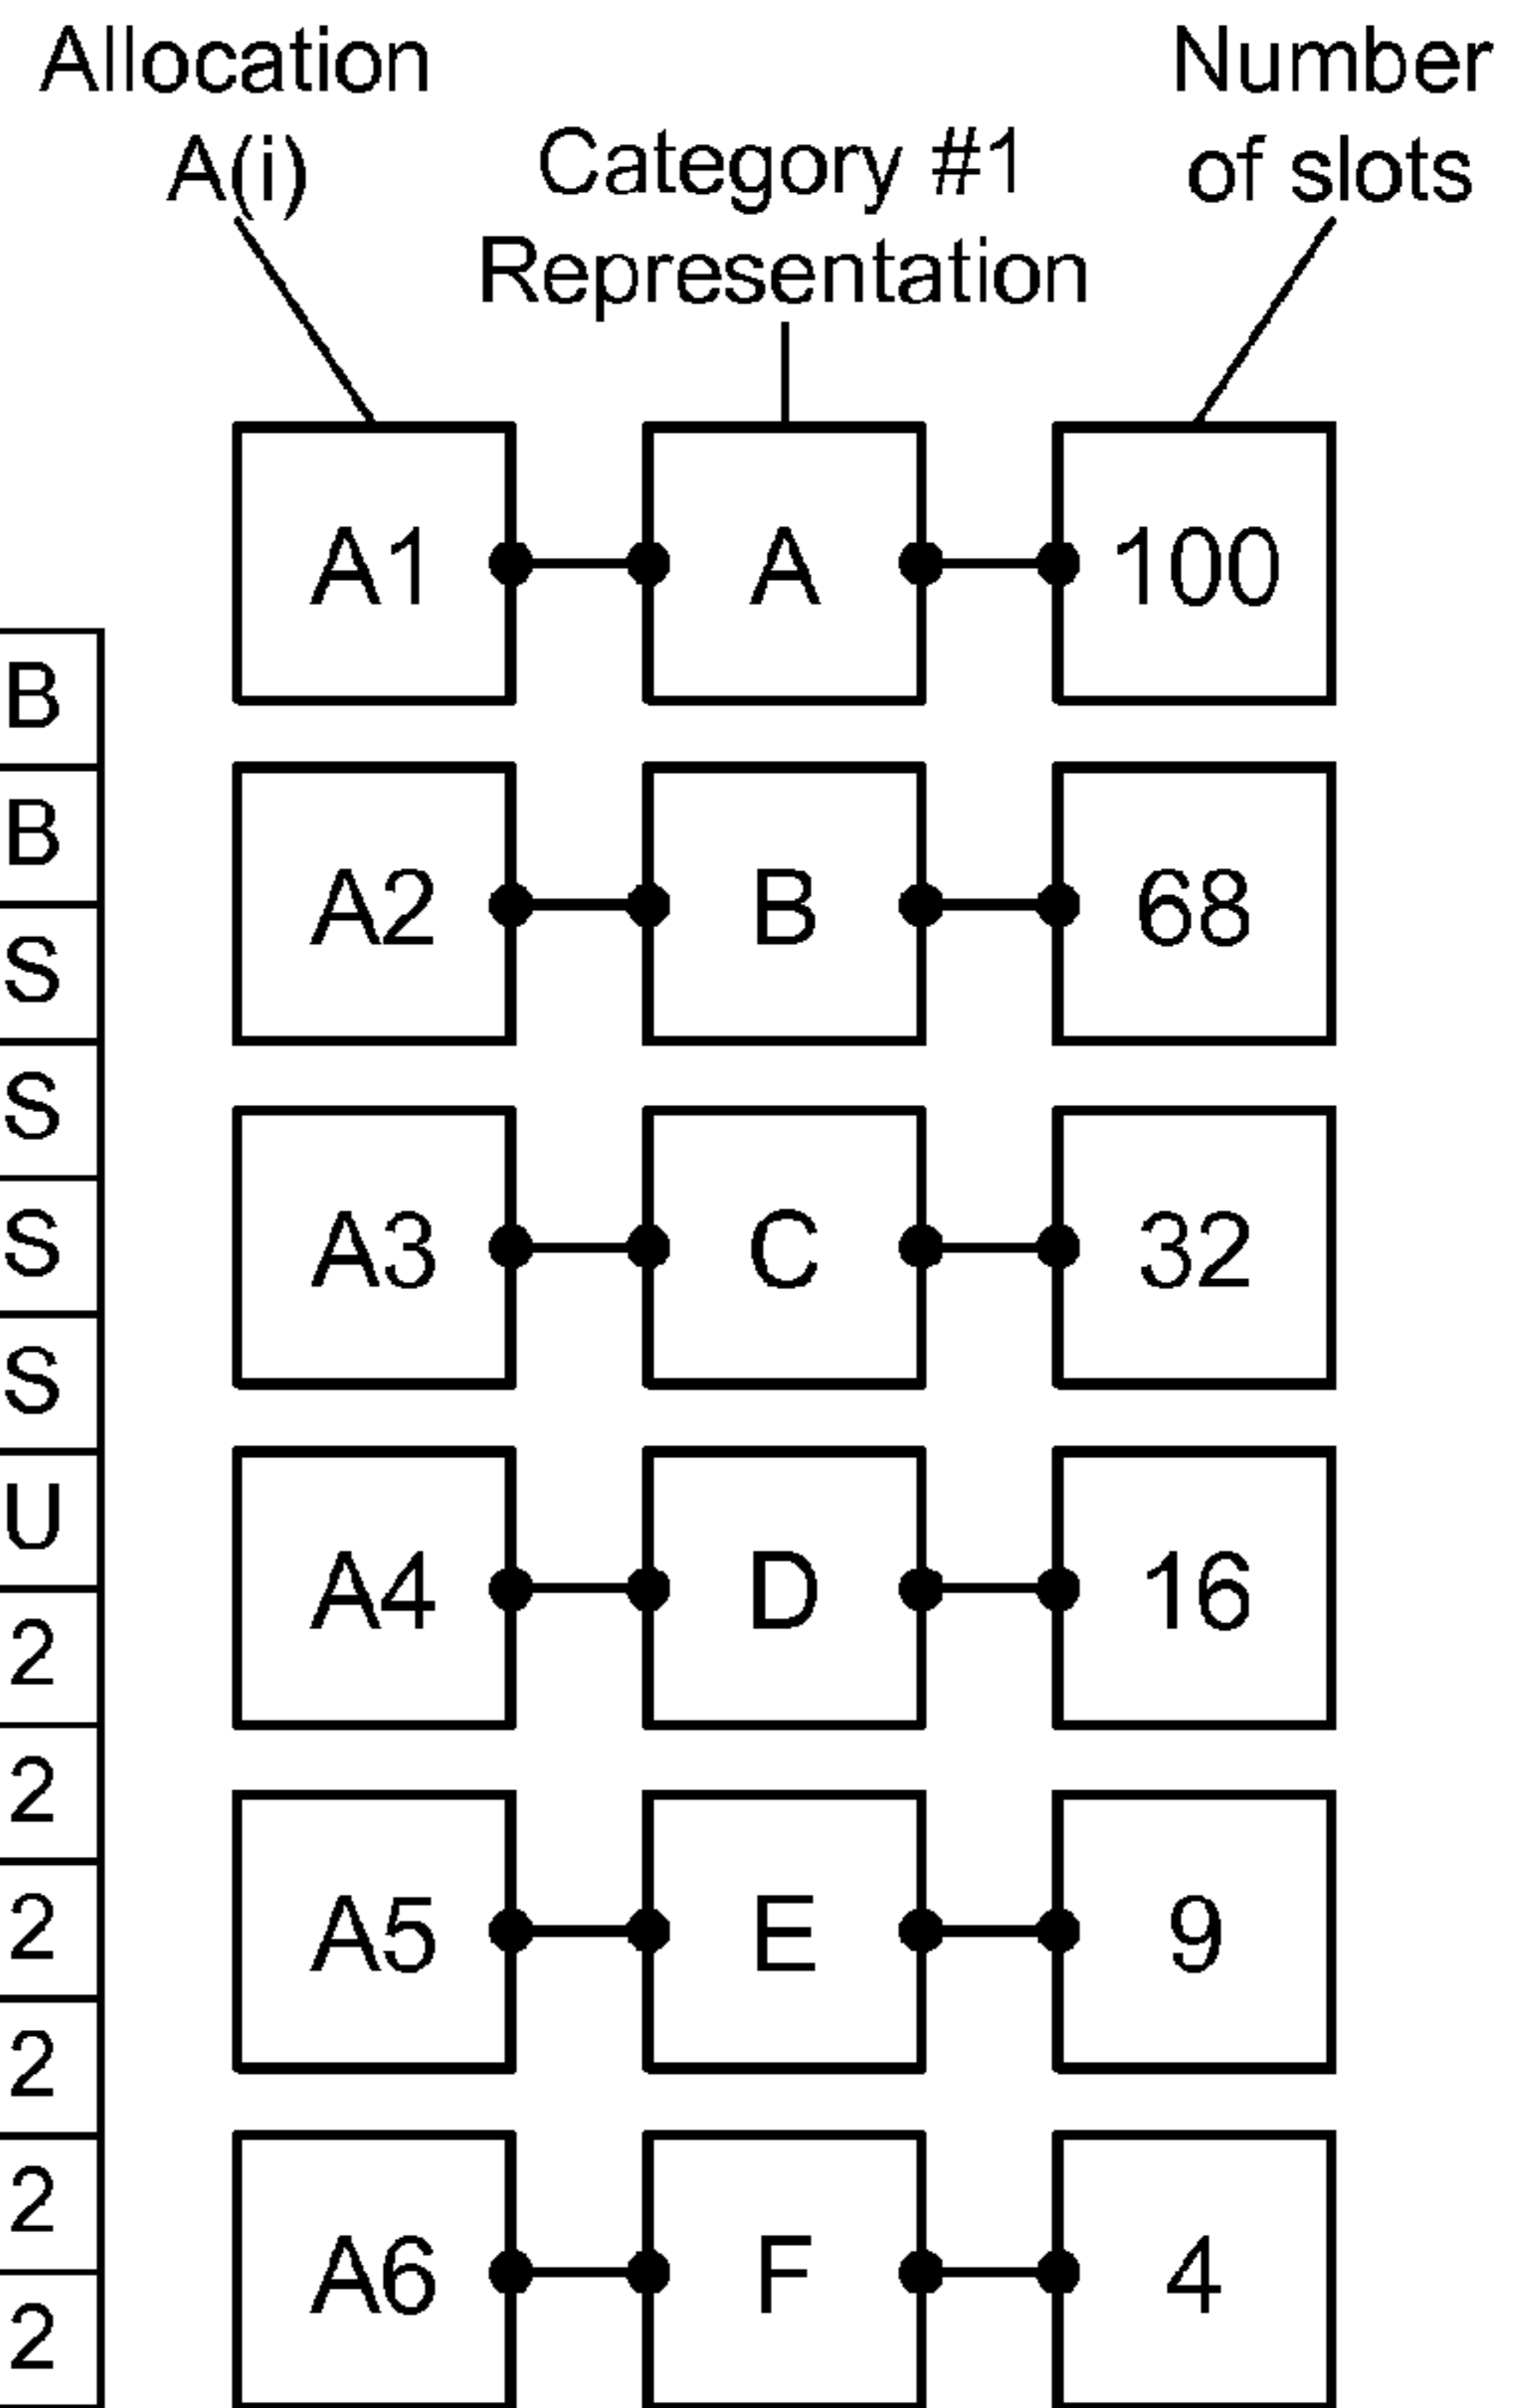 Allocation
A(i)
Category #1
Representation
Number
of slots
A1 A 100
A2 B 68
A3 C 32
A4 D 16
A5 E 9
A6 F 4
B
B
S
S
S
S
U
2
2
2
2
2
2